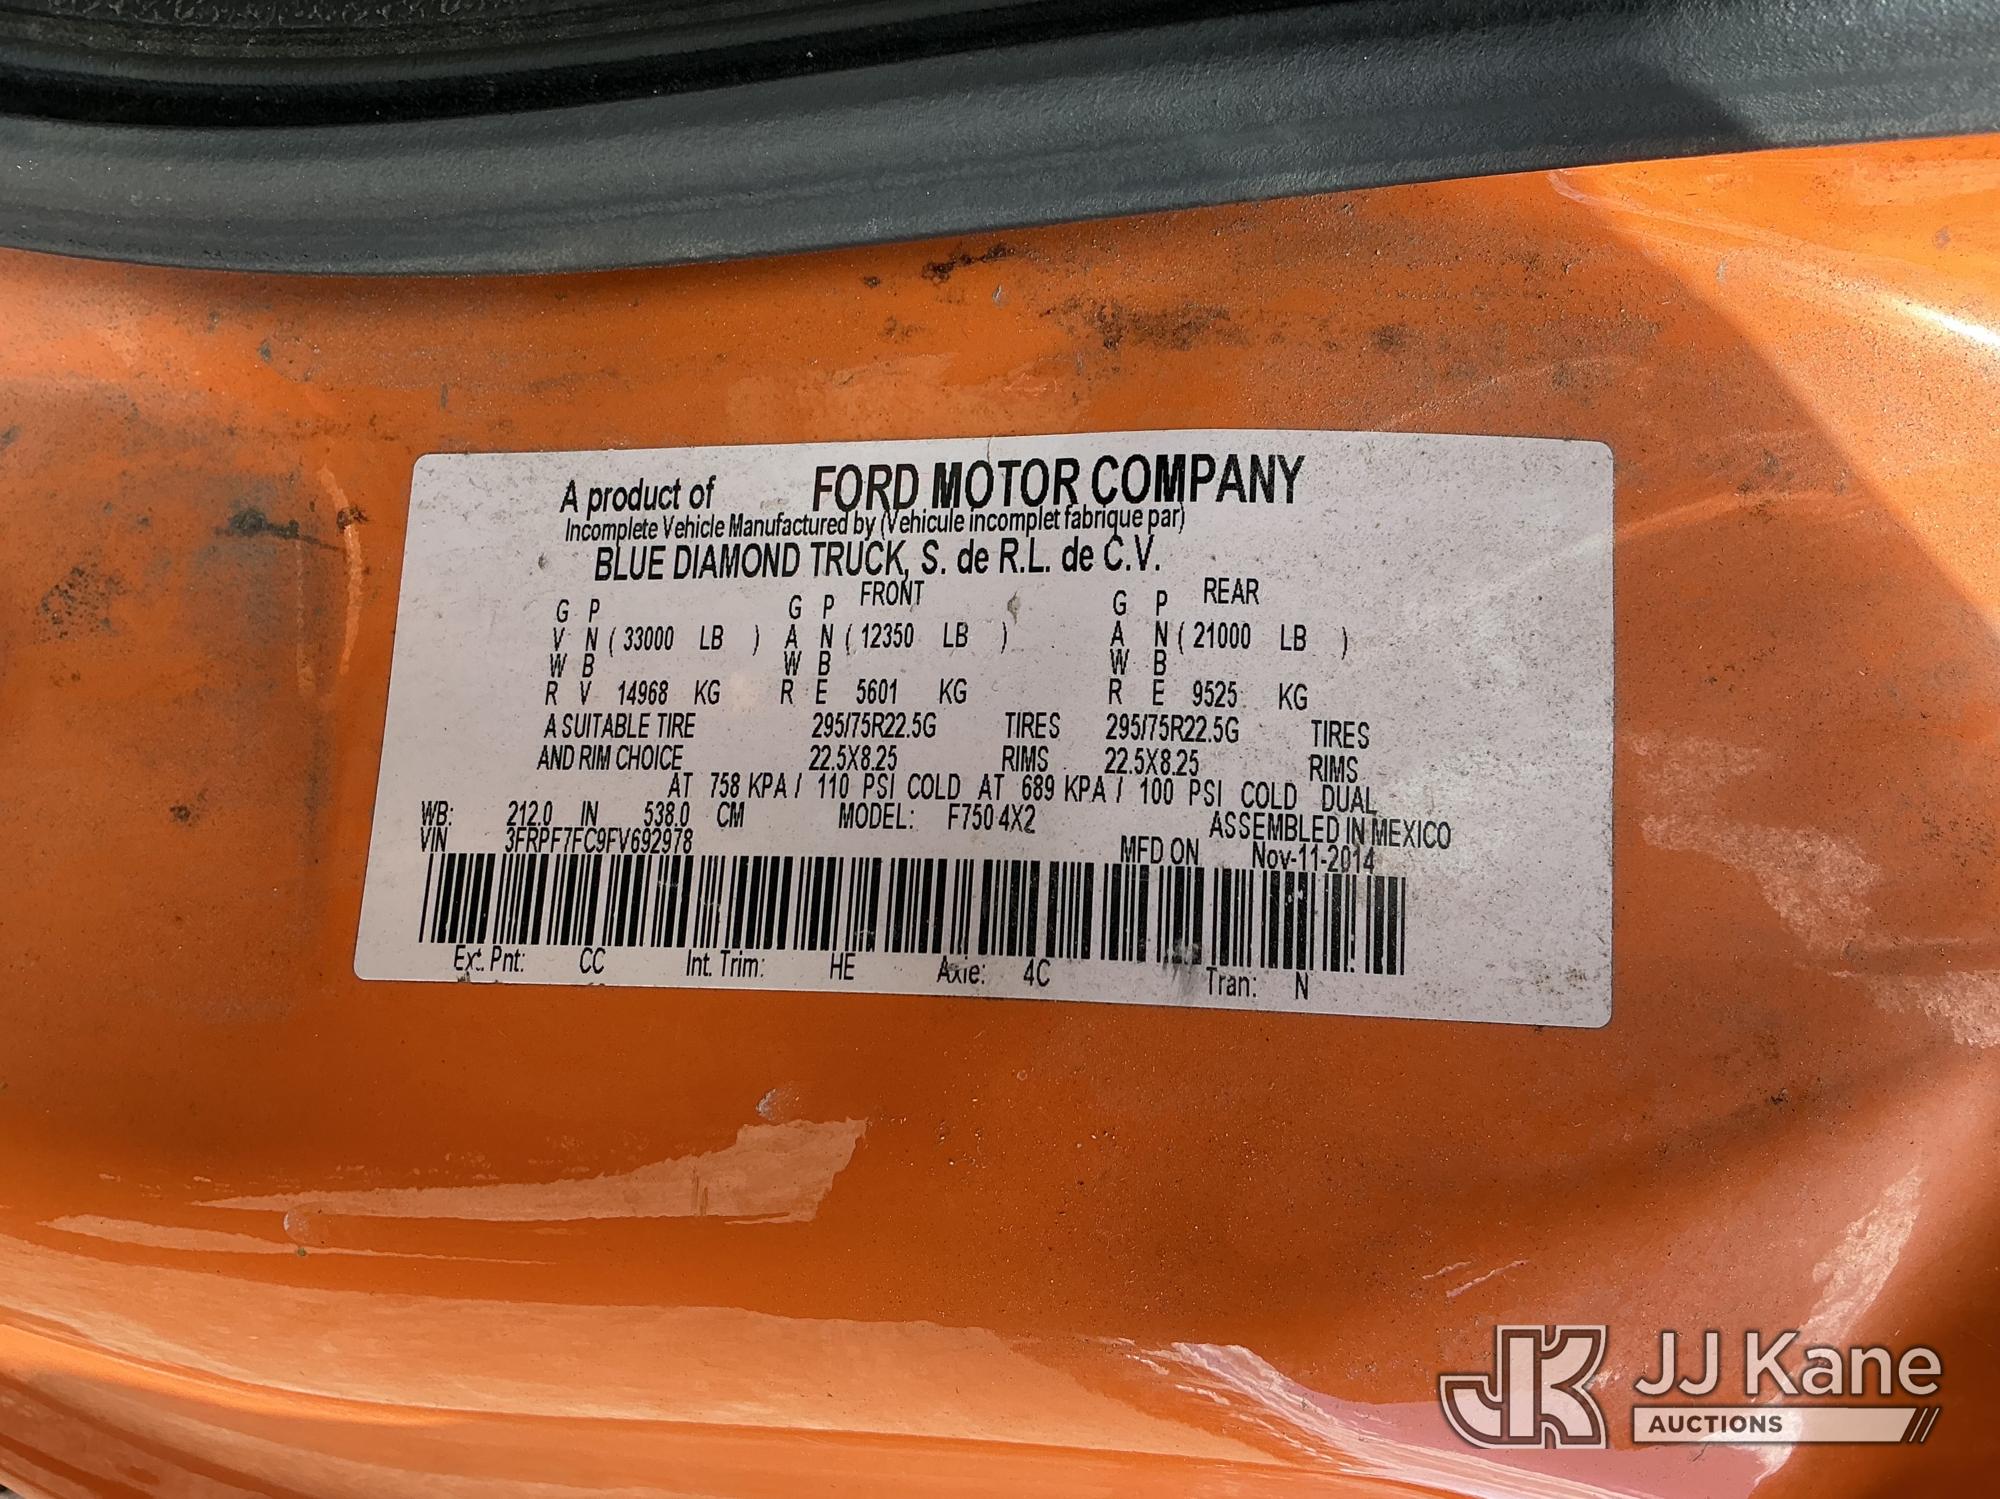 A product of FORD MOTOR COMPANY
Incomplete Vehicle Manufactured by (Vehicule incomplet fabrique par)
BLUE DIAMOND TRUCK, S. de R.L. de C.V.
G P G P FRONT G P REAR
V N ( 33000 LB ) A N ( 12350 LB ) A N ( 21000 LB )
W B W B W B
R V 14968 KG R E 5601 KG R E 9525 KG
A SUITABLE TIRE 295/75R22.5G TIRES 295/75R22.5G TIRES
AND RIM CHOICE 22.5X8.25 RIMS 22.5X8.25 RIMS
AT 758 KPA / 110 PSI COLD AT 689 KPA / 100 PSI COLD DUAL
WB: 212.0 IN 538.0 CM MODEL: F750 4X2 ASSEMBLED IN MEXICO
VIN 3FRPF7FC9FV692978 MFD ON Nov-11-2014
Ext. Pnt: CC Int. Trim: HE Axle: 4C Tran: N
JK JJ Kane
AUCTIONS